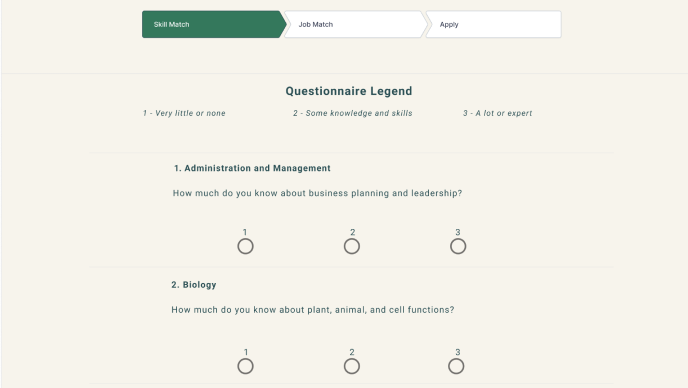 Skill Match
Job Match
Apply
Questionnaire Legend
1 - Very little or none
2 - Some knowledge and skills
3 - A lot or expert
1. Administration and Management
How much do you know about business planning and leadership?
1 2 3
2. Biology
How much do you know about plant, animal, and cell functions?
1 2 3